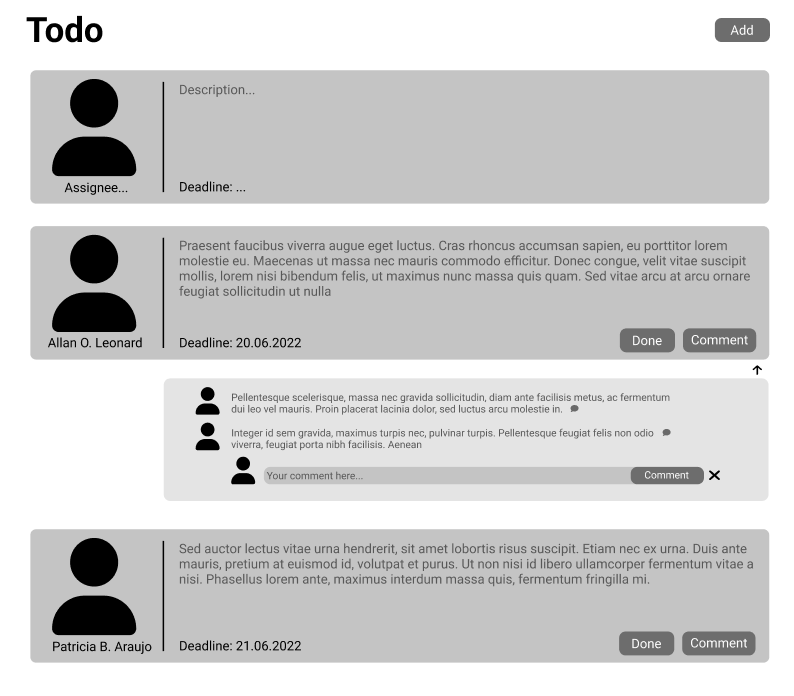 Todo
Add
Description...
Assignee...
Deadline: ...
Praesent faucibus viverra augue eget luctus. Cras rhoncus accumsan sapien, eu porttitor lorem
molestie eu. Maecenas ut massa nec mauris commodo efficitur. Donec congue, velit vitae suscipit
mollis, lorem nisi bibendum felis, ut maximus nunc massa quis quam. Sed vitae arcu at arcu ornare
feugiat sollicitudin ut nulla
Allan O. Leonard
Deadline: 20.06.2022
Done
Comment
Pellentesque scelerisque, massa nec gravida sollicitudin, diam ante facilisis metus, ac fermentum
dui leo vel mauris. Proin placerat lacinia dolor, sed luctus arcu molestie in.
Integer id sem gravida, maximus turpis nec, pulvinar turpis. Pellentesque feugiat felis non odio
viverra, feugiat porta nibh facilisis. Aenean
Your comment here...
Comment
Sed auctor lectus vitae urna hendrerit, sit amet lobortis risus suscipit. Etiam nec ex urna. Duis ante
mauris, pretium at euismod id, volutpat et purus. Ut non nisi id libero ullamcorper fermentum vitae a
nisi. Phasellus lorem ante, maximus interdum massa quis, fermentum fringilla mi.
Patricia B. Araujo
Deadline: 21.06.2022
Done
Comment